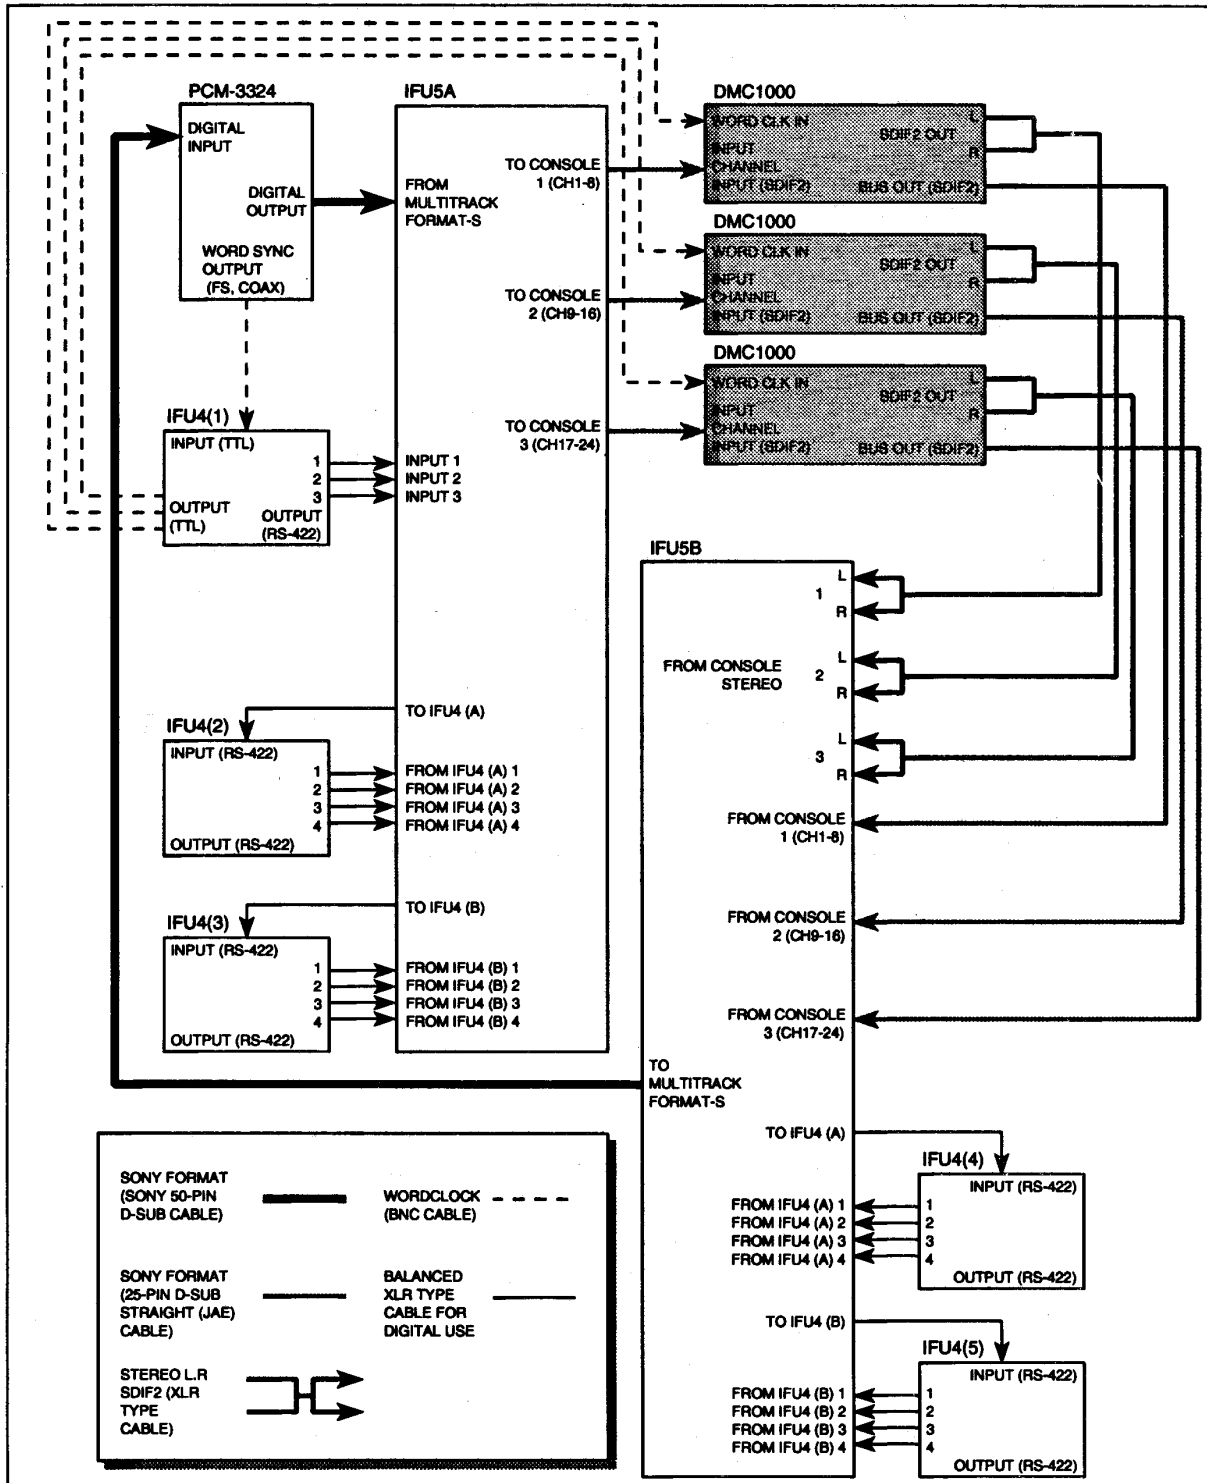 PCM-3324
DIGITAL
INPUT
DIGITAL
OUTPUT
WORD SYNC
OUTPUT
(FS, COAX)
IFU5A
FROM
MULTITRACK
FORMAT-S
TO CONSOLE
1 (CH1-8)
TO CONSOLE
2 (CH9-16)
TO CONSOLE
3 (CH17-24)
INPUT 1
INPUT 2
INPUT 3
TO IFU4 (A)
FROM IFU4 (A) 1
FROM IFU4 (A) 2
FROM IFU4 (A) 3
FROM IFU4 (A) 4
TO IFU4 (B)
FROM IFU4 (B) 1
FROM IFU4 (B) 2
FROM IFU4 (B) 3
FROM IFU4 (B) 4
DMC1000
WORD CLK IN
INPUT
CHANNEL
INPUT (SDIF2)
L
SDIF2 OUT
R
BUS OUT (SDIF2)
DMC1000
WORD CLK IN
INPUT
CHANNEL
INPUT (SDIF2)
L
SDIF2 OUT
R
BUS OUT (SDIF2)
DMC1000
WORD CLK IN
INPUT
CHANNEL
INPUT (SDIF2)
L
SDIF2 OUT
R
BUS OUT (SDIF2)
IFU4(1)
INPUT (TTL)
1
2
3
OUTPUT
(TTL)
OUTPUT
(RS-422)
IFU4(2)
INPUT (RS-422)
1
2
3
4
OUTPUT (RS-422)
IFU4(3)
INPUT (RS-422)
1
2
3
4
OUTPUT (RS-422)
IFU5B
L
1
R
FROM CONSOLE
STEREO
L
2
R
L
3
R
FROM CONSOLE
1 (CH1-8)
FROM CONSOLE
2 (CH9-16)
FROM CONSOLE
3 (CH17-24)
TO
MULTITRACK
FORMAT-S
TO IFU4 (A)
FROM IFU4 (A) 1
FROM IFU4 (A) 2
FROM IFU4 (A) 3
FROM IFU4 (A) 4
TO IFU4 (B)
FROM IFU4 (B) 1
FROM IFU4 (B) 2
FROM IFU4 (B) 3
FROM IFU4 (B) 4
IFU4(4)
INPUT (RS-422)
1
2
3
4
OUTPUT (RS-422)
IFU4(5)
INPUT (RS-422)
1
2
3
4
OUTPUT (RS-422)
SONY FORMAT
(SONY 50-PIN
D-SUB CABLE)
WORDCLOCK
(BNC CABLE)
SONY FORMAT
(25-PIN D-SUB
STRAIGHT (JAE)
CABLE)
BALANCED
XLR TYPE
CABLE FOR
DIGITAL USE
STEREO L.R
SDIF2 (XLR
TYPE
CABLE)